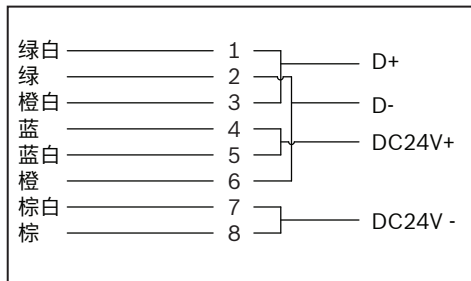 绿白 1
绿 2
橙白 3
蓝 4
蓝白 5
橙 6
棕白 7
棕 8
D+
D-
DC24V+
DC24V -